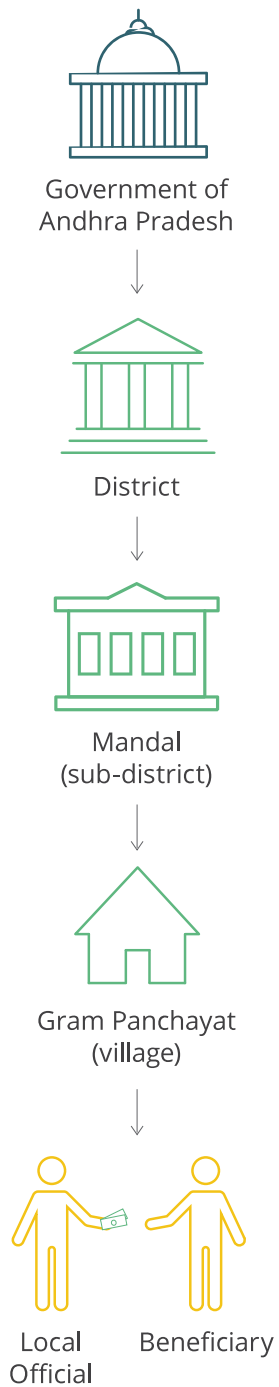 Government of
Andhra Pradesh
District
Mandal
(sub-district)
Gram Panchayat
(village)
Local
Official
Beneficiary